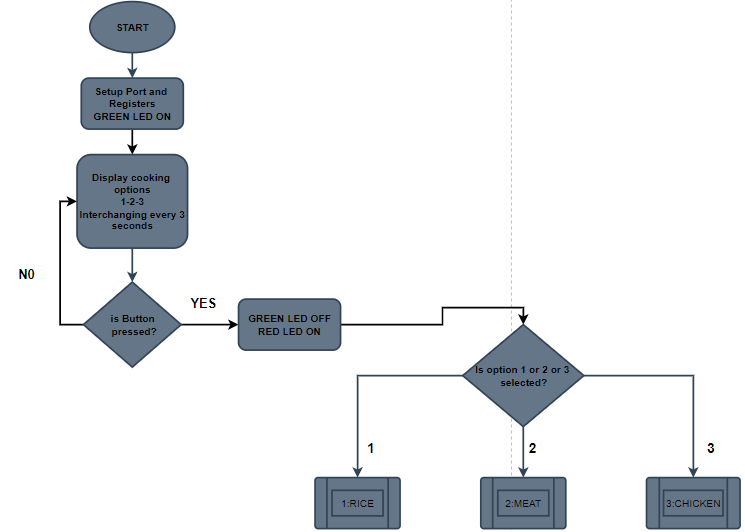 START
Setup Port and
Registers
GREEN LED ON
Display cooking
options
1-2-3
Interchanging every 3
seconds
N0
is Button
pressed?
YES
GREEN LED OFF
RED LED ON
Is option 1 or 2 or 3
selected?
1
2
3
1:RICE
2:MEAT
3:CHICKEN